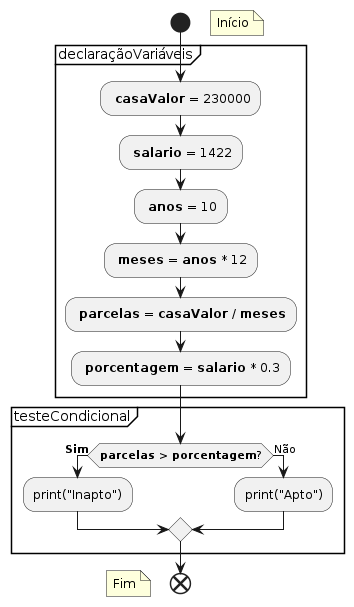 Início
declaraçãoVariáveis
casaValor = 230000
salario = 1422
anos = 10
meses = anos * 12
parcelas = casaValor / meses
porcentagem = salario * 0.3
testeCondicional
Sim
parcelas > porcentagem?
Não
print("Inapto")
print("Apto")
Fim